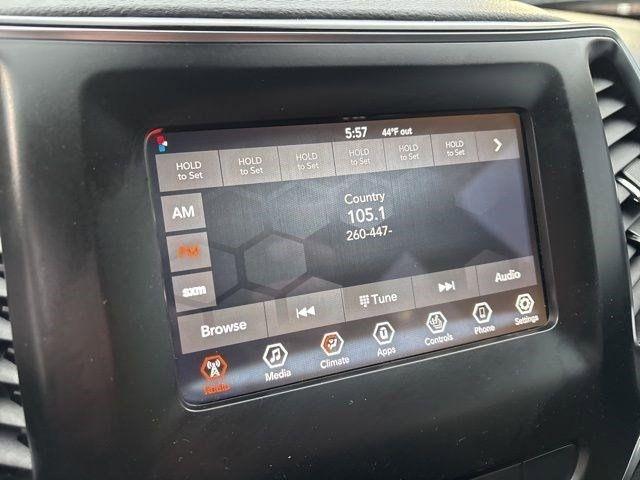 5:57 44°F out
HOLD to Set HOLD to Set HOLD to Set HOLD to Set HOLD to Set HOLD to Set
AM
FM
sxm
Country
105.1
260-447-
Browse Tune Audio
Radio Media Climate Apps Controls Phone Settings